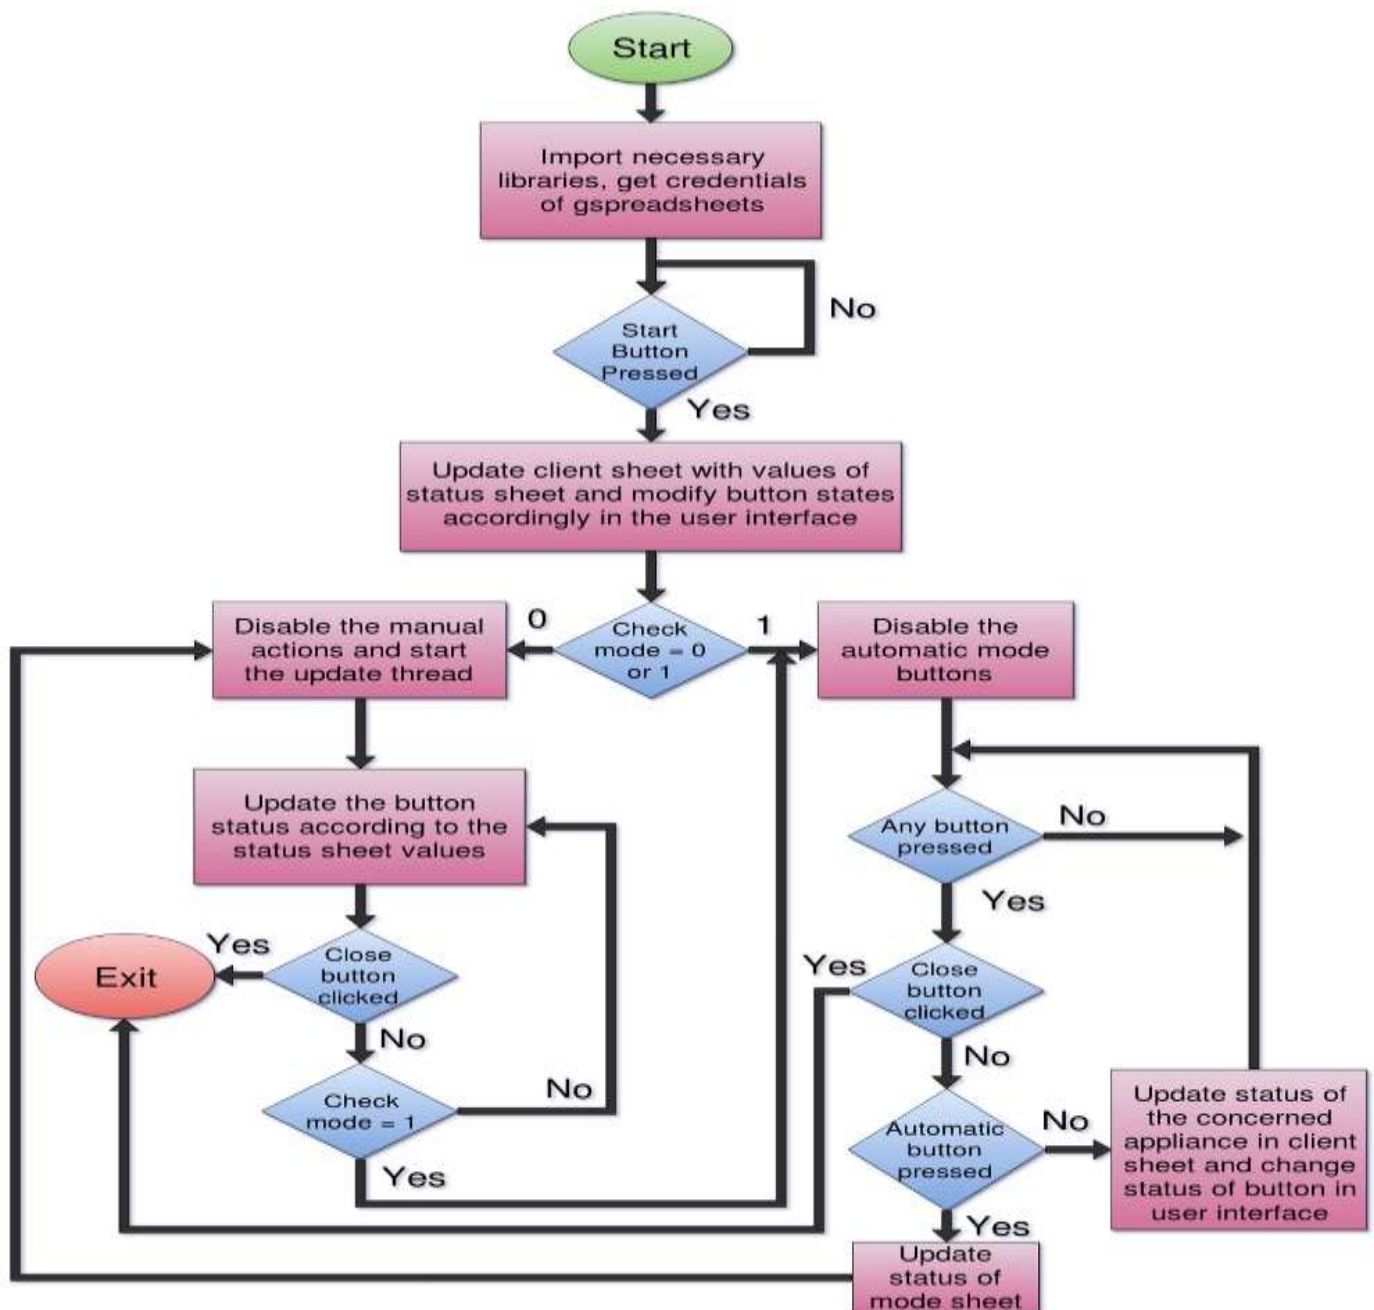 Start
Import necessary
libraries, get credentials
of gspreadsheets
No
Start
Button
Pressed
Yes
Update client sheet with values of
status sheet and modify button states
accordingly in the user interface
Disable the manual
actions and start
the update thread
0
Check
mode = 0
or 1
1
Disable the
automatic mode
buttons
Update the button
status according to the
status sheet values
Any button
pressed
No
Yes
Yes
Exit
Close
button
clicked
No
Yes
Close
button
clicked
No
Check
mode = 1
No
Yes
Automatic
button
pressed
No
Update status of
the concerned
appliance in client
sheet and change
status of button in
user interface
Yes
Update
status of
mode sheet